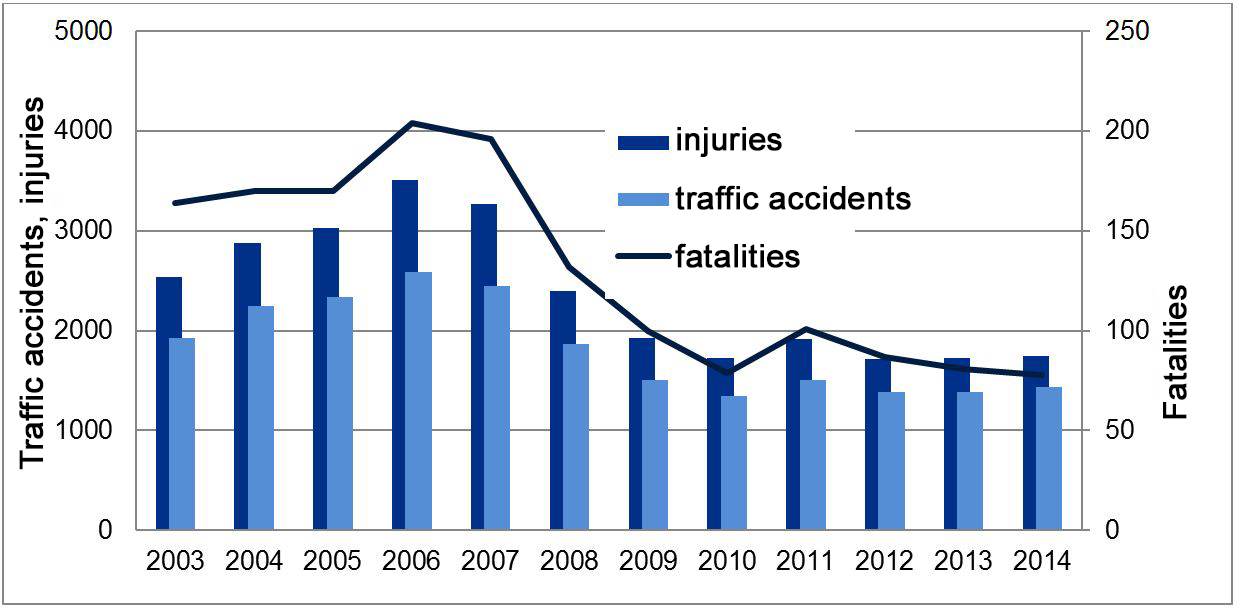 5000
4000
3000
2000
1000
0
Traffic accidents, injuries
injuries
traffic accidents
fatalities
250
200
150
100
50
0
Fatalities
2003 2004 2005 2006 2007 2008 2009 2010 2011 2012 2013 2014